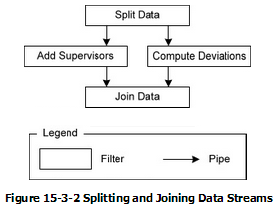 Split Data
Add Supervisors
Compute Deviations
Join Data
Legend
Filter
Pipe
Figure 15-3-2 Splitting and Joining Data Streams